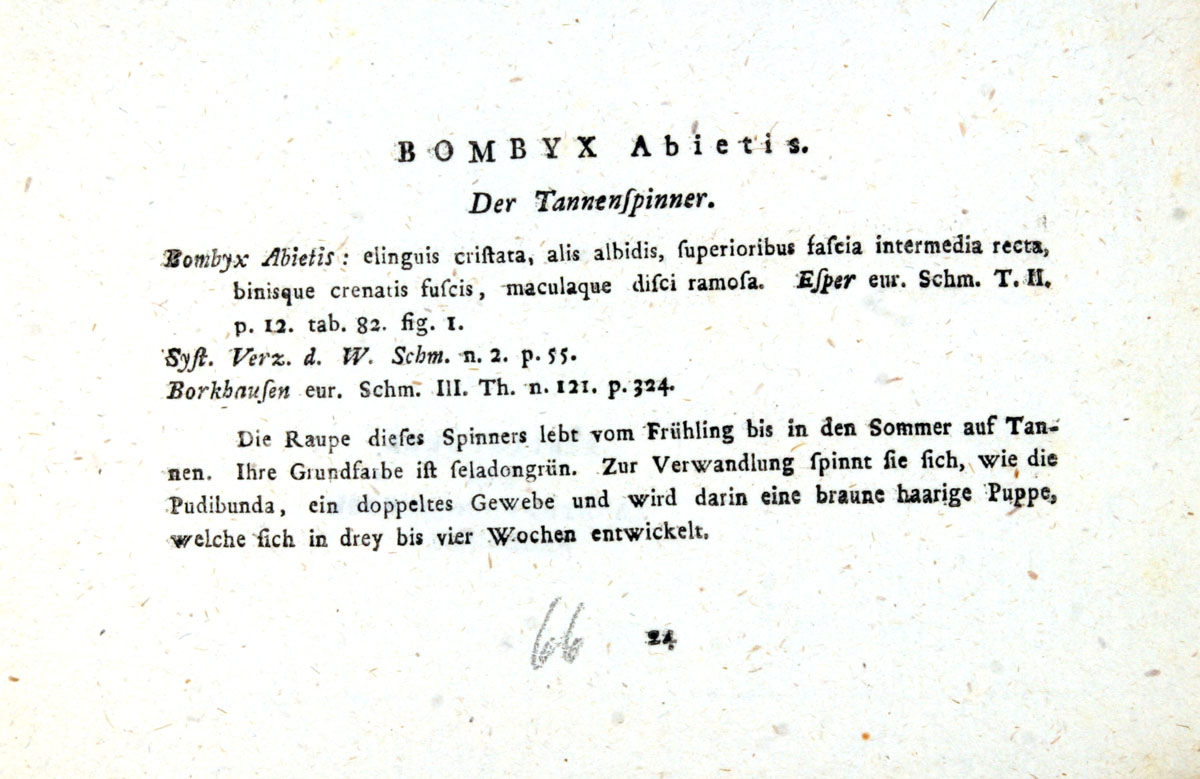 BOMBYX Abietis.
Der Tannenſpinner.
Bombyx Abietis: elinguis criſtata, alis albidis, ſuperioribus faſcia intermedia recta,
binisque crenatis fuſcis, maculaque diſci ramoſa. Eſper eur. Schm. T. II.
p. 12. tab. 82. fig. 1.
Syſt. Verz. d. W. Schm. n. 2. p. 55.
Borkhauſen eur. Schm. III. Th. n. 121. p. 324.
Die Raupe dieſes Spinners lebt vom Frühling bis in den Sommer auf Tan-
nen. Ihre Grundfarbe iſt ſeladongrün. Zur Verwandlung ſpinnt ſie ſich, wie die
Pudibunda, ein doppeltes Gewebe und wird darin eine braune haarige Puppe,
welche ſich in drey bis vier Wochen entwickelt.
66 24